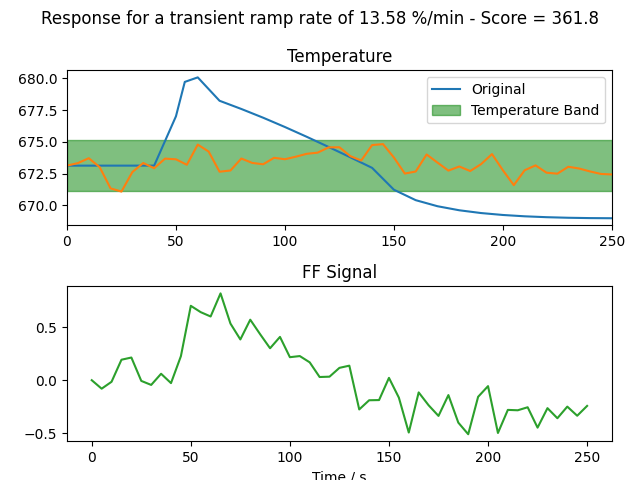 Response for a transient ramp rate of 13.58 %/min - Score = 361.8
Temperature
680.0
677.5
675.0
672.5
670.0
Original
Temperature Band
0 50 100 150 200 250
FF Signal
0.5
0.0
−0.5
0 50 100 150 200 250
Time / s